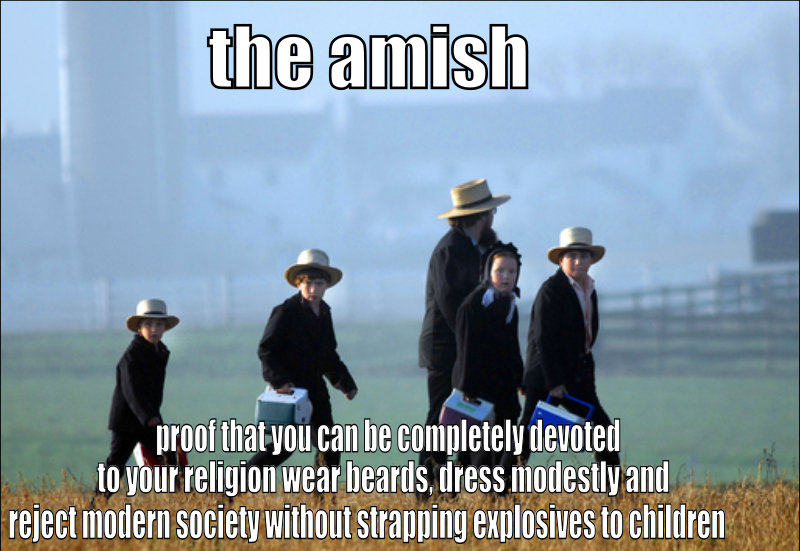 the amish
proof that you can be completely devoted
to your religion wear beards, dress modestly and
reject modern society without strapping explosives to children